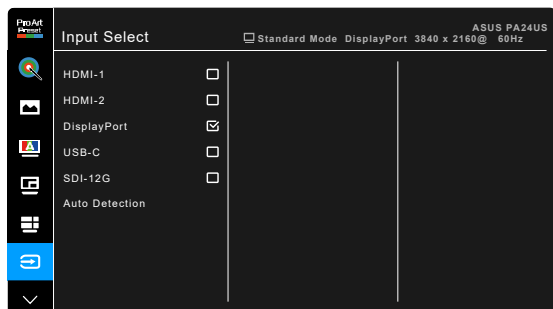 ProArt
Preset
Input Select
ASUS PA24US
Standard Mode DisplayPort 3840 x 2160@ 60Hz
A
HDMI-1
HDMI-2
DisplayPort
USB-C
SDI-12G
Auto Detection